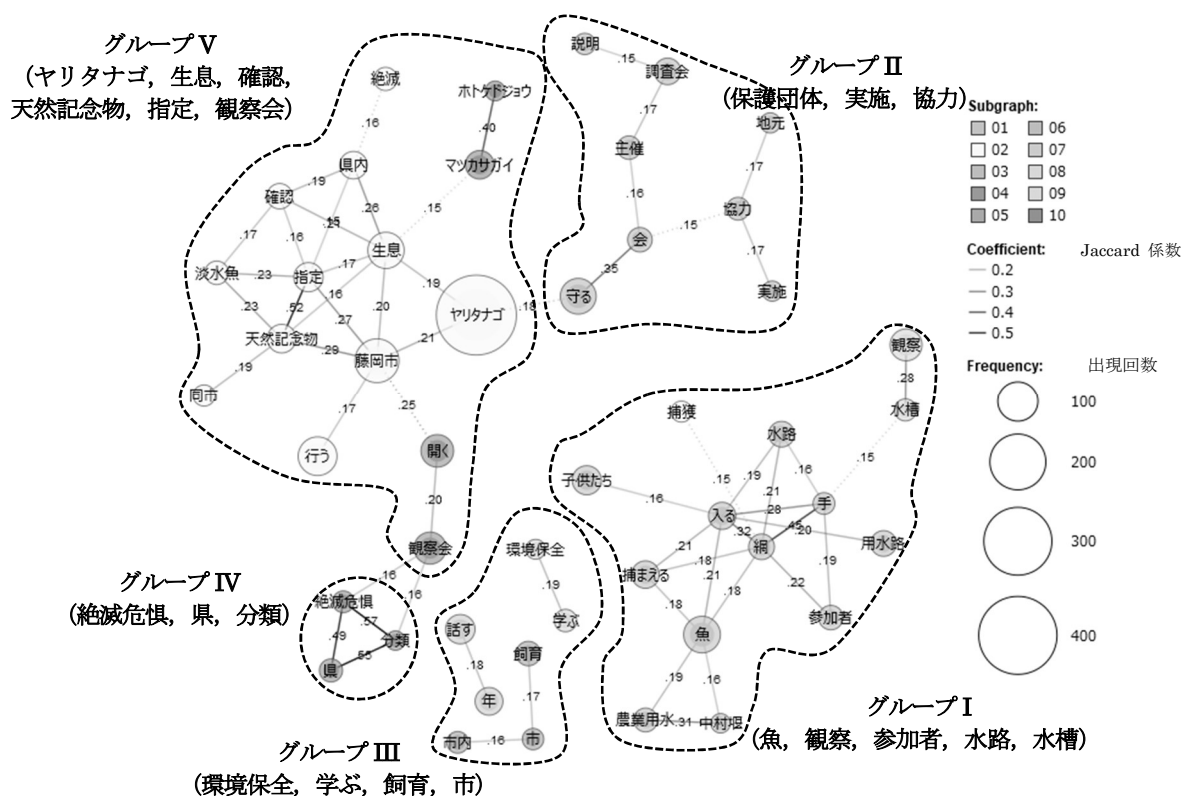 グループⅤ
（ヤリタナゴ，生息，確認，
天然記念物，指定，観察会）
グループⅡ
（保護団体，実施，協力）
説明
.15
調査会
.17
主催
.16
会
.15
.35
守る
地元
.17
協力
.17
実施
絶滅
.16
ホトケドジョウ
.40
マツカサガイ
.15
県内
.19
確認
.26
.17
.16
生息
淡水魚
.23
指定
.17
.19
.23
.52
.16
.20
ヤリタナゴ
.18
.27
天然記念物
.29
藤岡市
.21
.19
同市
.17
.25
行う
開く
.20
観察会
.16
.16
Subgraph:
01 06
02 07
03 08
04 09
05 10
Coefficient: Jaccard 係数
0.2
0.3
0.4
0.5
Frequency: 出現回数
100
200
300
400
グループⅣ
（絶滅危惧，県，分類）
絶滅危惧
.57
.49
分類
.55
県
環境保全
.19
学ぶ
話す
.18
年
飼育
.17
市内
.16
市
グループⅢ
（環境保全，学ぶ，飼育，市）
観察
.28
水槽
.15
捕獲
.15
水路
.19
.16
.21
子供たち
.16
入る
.28
手
.32
.45
.20
網
用水路
.21
.18
.19
捕まえる
.21
.22
.18
.18
参加者
魚
.19
.16
農業用水
.31
中村堰
グループⅠ
（魚，観察，参加者，水路，水槽）